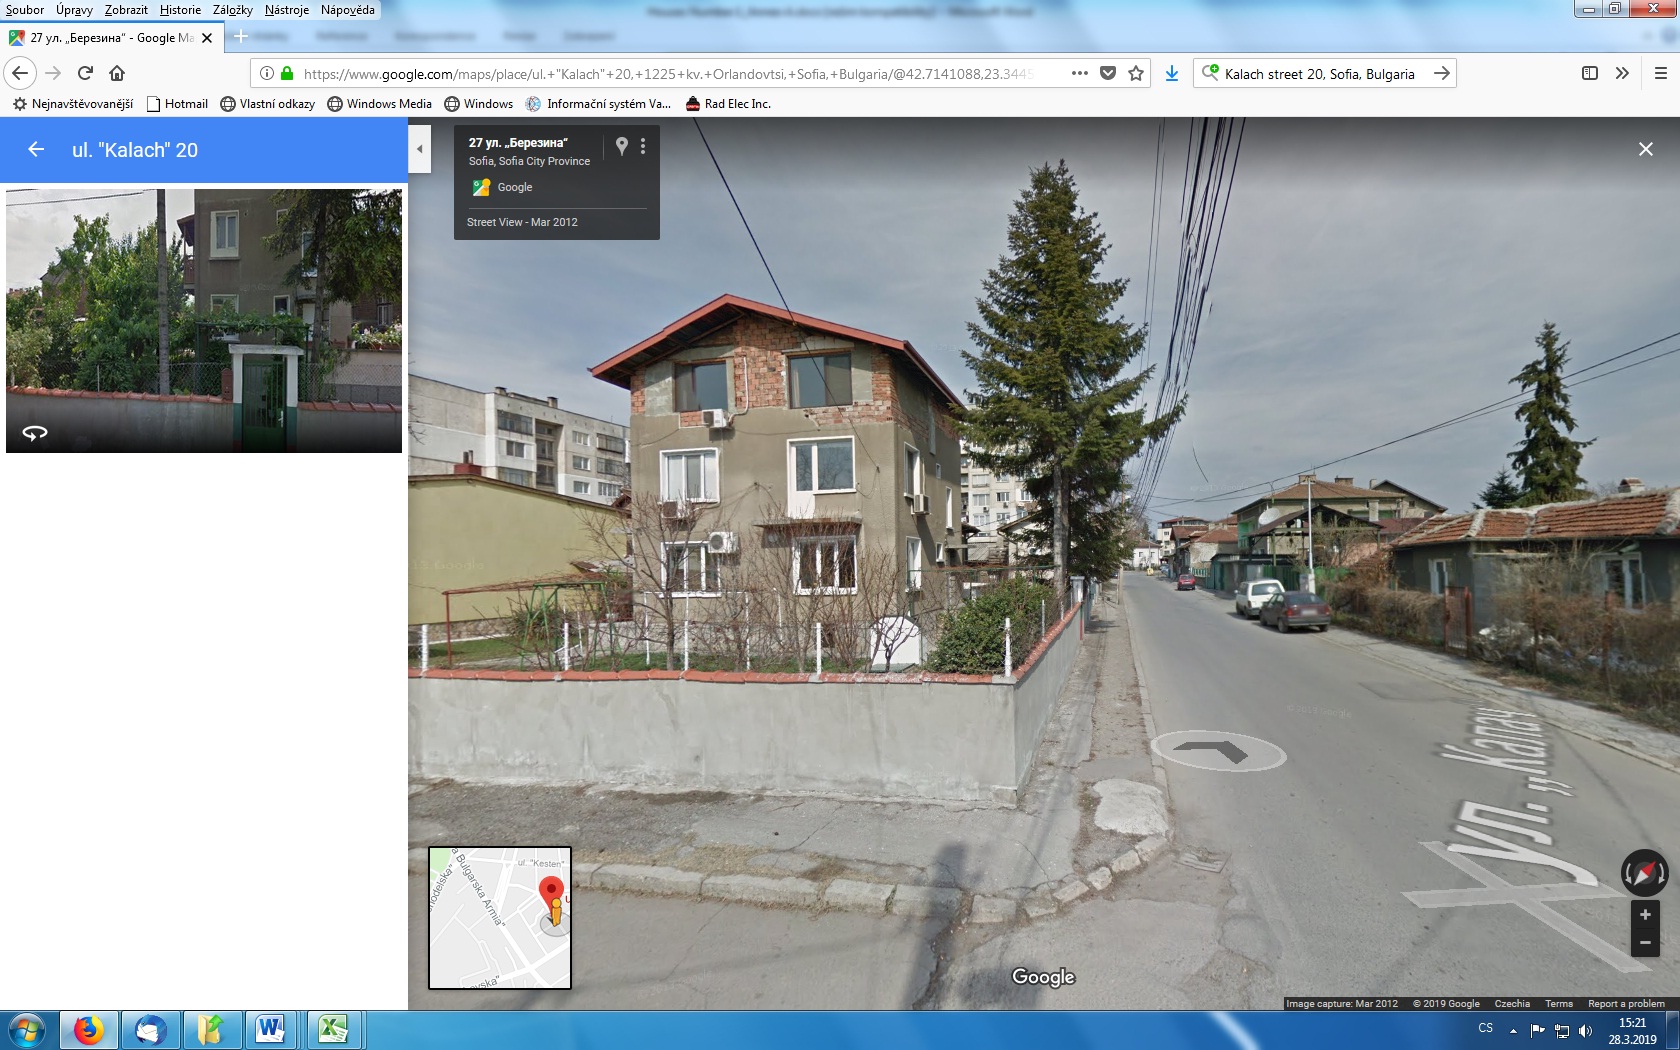 Soubor Úpravy Zobrazit Historie Záložky Nástroje Nápověda
27 ул. „Березина“ - Google Ma
https://www.google.com/maps/place/ul.+"Kalach"+20,+1225+kv.+Orlandovtsi,+Sofia,+Bulgaria/@42.7141088,23.3445
Kalach street 20, Sofia, Bulgaria
Nejnavštěvovanější Hotmail Vlastní odkazy Windows Media Windows Informační systém Va... Rad Elec Inc.
ul. "Kalach" 20
27 ул. „Березина“
Sofia, Sofia City Province
Google
Street View - Mar 2012
ул. „Калач
ul. "Kesten"
a Bulgarska Armia"
Google
Image capture: Mar 2012 © 2019 Google Czechia Terms Report a problem
CS
15:21
28.3.2019